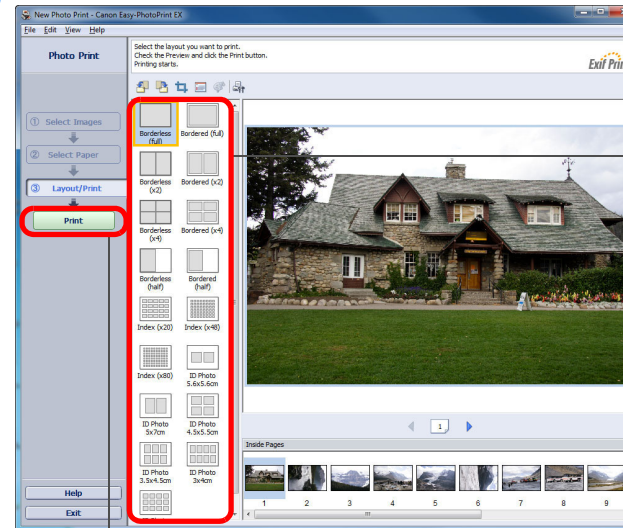 New Photo Print - Canon Easy-PhotoPrint EX
File Edit View Help
Photo Print
Select the layout you want to print.
Check the Preview and click the Print button.
Printing starts.
Exif Prin
1 Select Images
2 Select Paper
3 Layout/Print
Print
Borderless (full)
Bordered (full)
Borderless (x2)
Bordered (x2)
Borderless (x4)
Bordered (x4)
Borderless (half)
Bordered (half)
Index (x20)
Index (x48)
Index (x80)
ID Photo 5.6x5.6cm
ID Photo 5x7cm
ID Photo 4.5x5.5cm
ID Photo 3.5x4.5cm
ID Photo 3x4cm
1
Inside Pages
1 2 3 4 5 6 7 8 9
Help
Exit